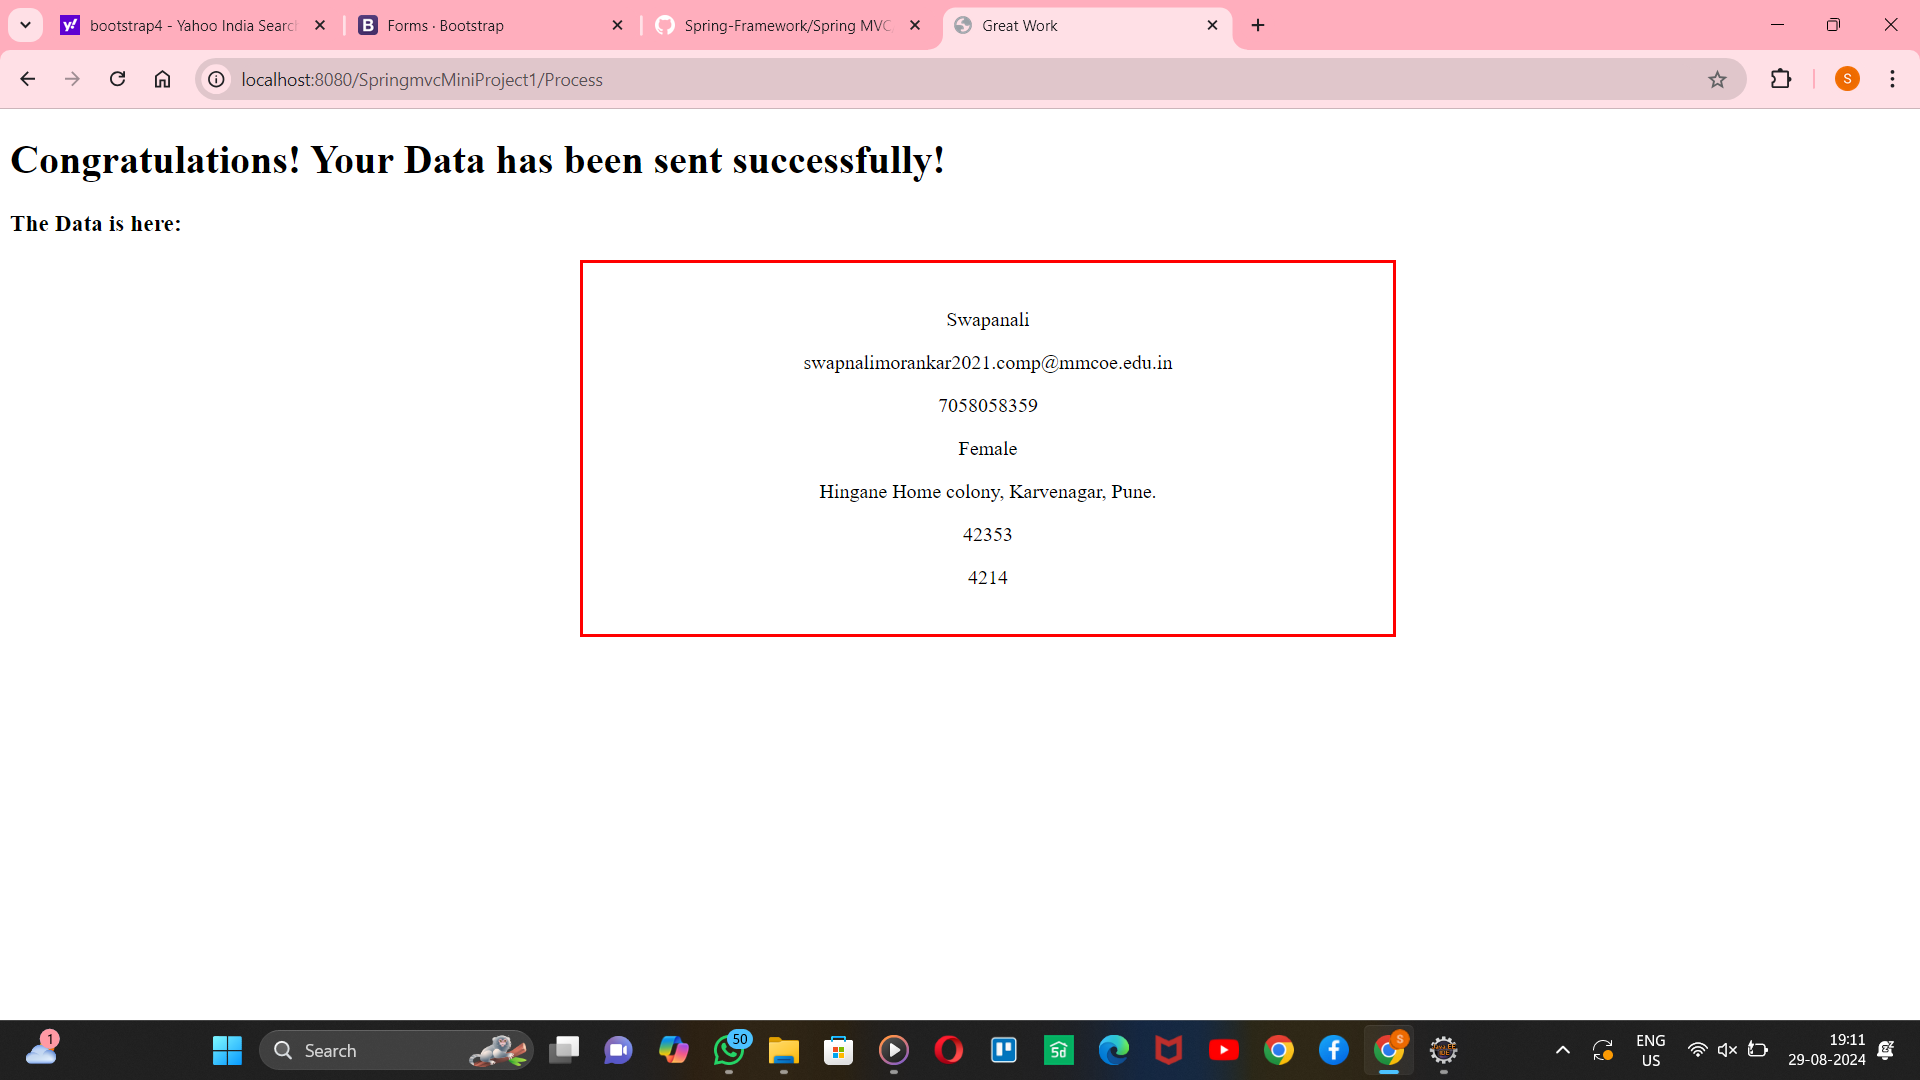 bootstrap4 - Yahoo India Searc
Forms · Bootstrap
Spring-Framework/Spring MVC
Great Work
localhost:8080/SpringmvcMiniProject1/Process
S
Congratulations! Your Data has been sent successfully!
The Data is here:
Swapanali
swapnalimorankar2021.comp@mmcoe.edu.in
7058058359
Female
Hingane Home colony, Karvenagar, Pune.
42353
4214
1
Search
50
S
ENG
US
19:11
29-08-2024